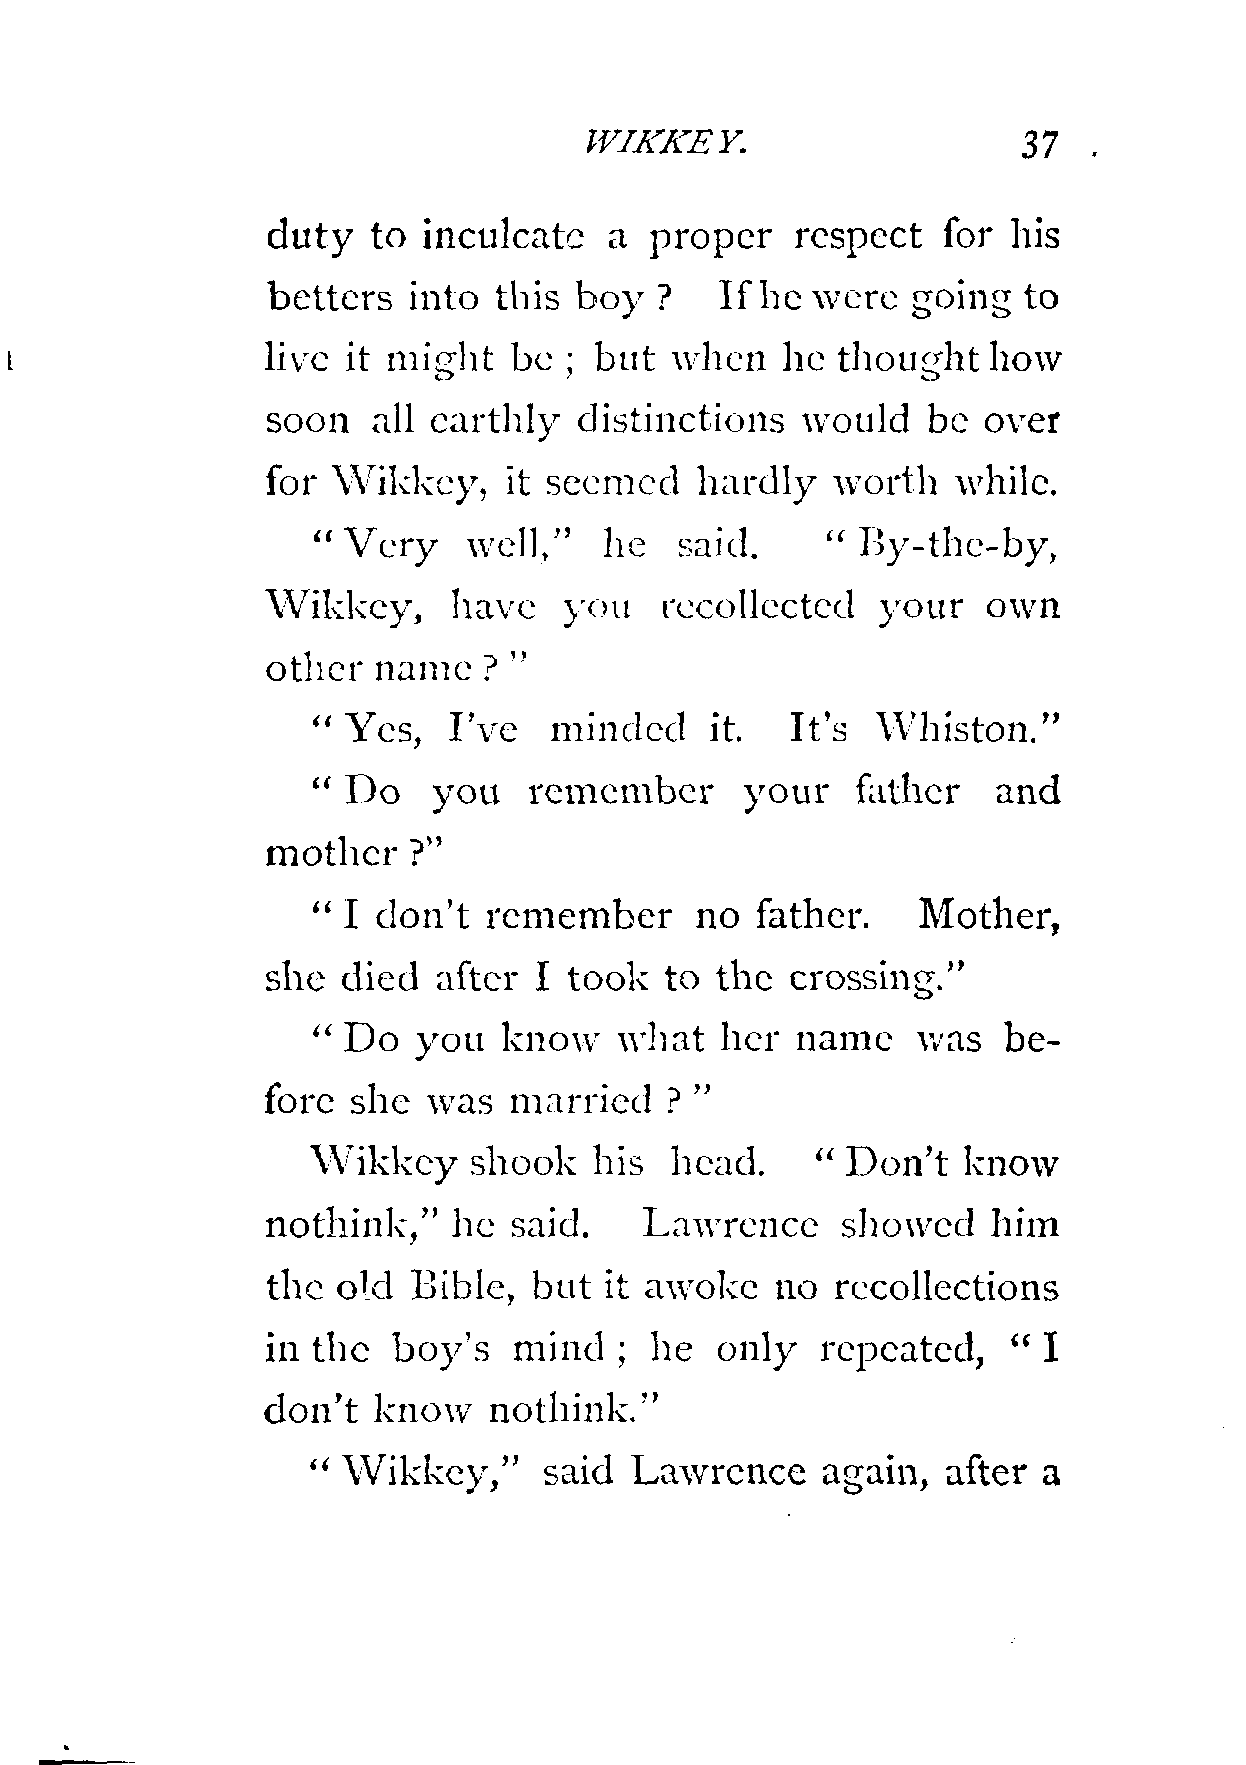 WIKKEY. 37
duty to inculcate a proper respect for his
betters into this boy ? If he were going to
live it might be ; but when he thought how
soon all earthly distinctions would be over
for Wikkey, it seemed hardly worth while.
“ Very well,” he said. “ By-the-by,
Wikkey, have you recollected your own
other name ? ”
“ Yes, I’ve minded it. It’s Whiston.”
“ Do you remember your father and
mother ?”
“ I don’t remember no father. Mother,
she died after I took to the crossing.”
“ Do you know what her name was be-
fore she was married ? ”
Wikkey shook his head. “ Don’t know
nothink,” he said. Lawrence showed him
the old Bible, but it awoke no recollections
in the boy’s mind ; he only repeated, “ I
don’t know nothink.”
“ Wikkey,” said Lawrence again, after a